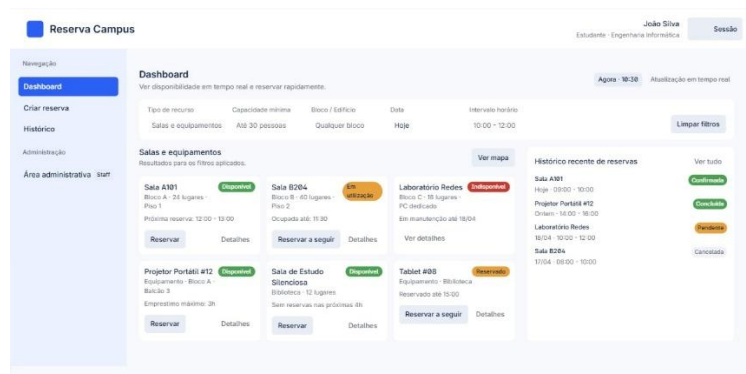 Reserva Campus
João Silva
Estudante · Engenharia Informática
Sessão
Navegação
Dashboard
Criar reserva
Histórico
Administração
Área administrativa Staff
Dashboard
Ver disponibilidade em tempo real e reservar rapidamente.
Agora · 10:30
Atualização em tempo real
Tipo de recurso
Capacidade mínima
Bloco / Edifício
Data
Intervalo horário
Salas e equipamentos
Até 30 pessoas
Qualquer bloco
Hoje
10:00 – 12:00
Limpar filtros
Salas e equipamentos
Resultados para os filtros aplicados.
Ver mapa
Sala A101
Disponível
Bloco A · 24 lugares ·
Piso 1
Próxima reserva: 12:00 – 13:00
Reservar
Detalhes
Sala B204
Em
utilização
Bloco B · 40 lugares ·
Piso 2
Ocupada até: 11:30
Reservar a seguir
Detalhes
Laboratório Redes
Indisponível
Bloco C · 18 lugares ·
PC dedicado
Em manutenção até 18/04
Ver detalhes
Projetor Portátil #12
Disponível
Equipamento · Bloco A ·
Balcão 3
Empréstimo máximo: 3h
Reservar
Detalhes
Sala de Estudo
Silenciosa
Disponível
Biblioteca · 12 lugares
Sem reservas nas próximas 4h
Reservar
Detalhes
Tablet #08
Reservado
Equipamento · Biblioteca
Reservado até 15:00
Reservar a seguir
Detalhes
Histórico recente de reservas
Ver tudo
Sala A101
Hoje · 09:00 – 10:00
Confirmada
Projetor Portátil #12
Ontem · 14:00 – 16:00
Concluída
Laboratório Redes
18/04 · 10:00 – 12:00
Pendente
Sala B204
17/04 · 09:00 – 10:00
Cancelada